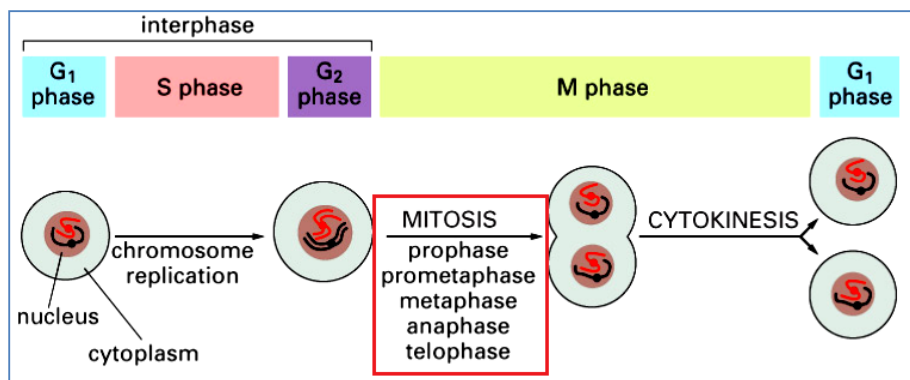 interphase
G1
phase
S phase
G2
phase
M phase
G1
phase
MITOSIS
prophase
prometaphase
metaphase
anaphase
telophase
CYTOKINESIS
chromosome
replication
nucleus
cytoplasm